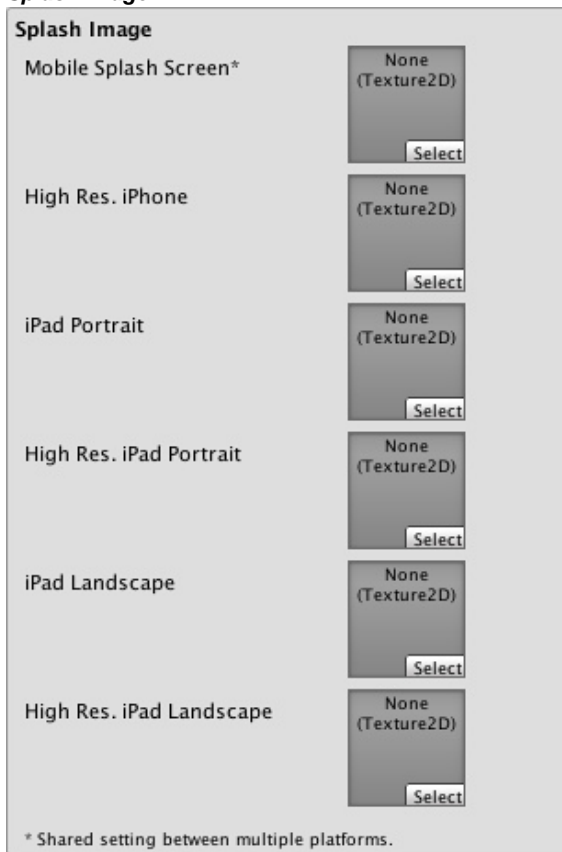 Splash Image
Mobile Splash Screen*
None
(Texture2D)
Select
High Res. iPhone
None
(Texture2D)
Select
iPad Portrait
None
(Texture2D)
Select
High Res. iPad Portrait
None
(Texture2D)
Select
iPad Landscape
None
(Texture2D)
Select
High Res. iPad Landscape
None
(Texture2D)
Select
* Shared setting between multiple platforms.